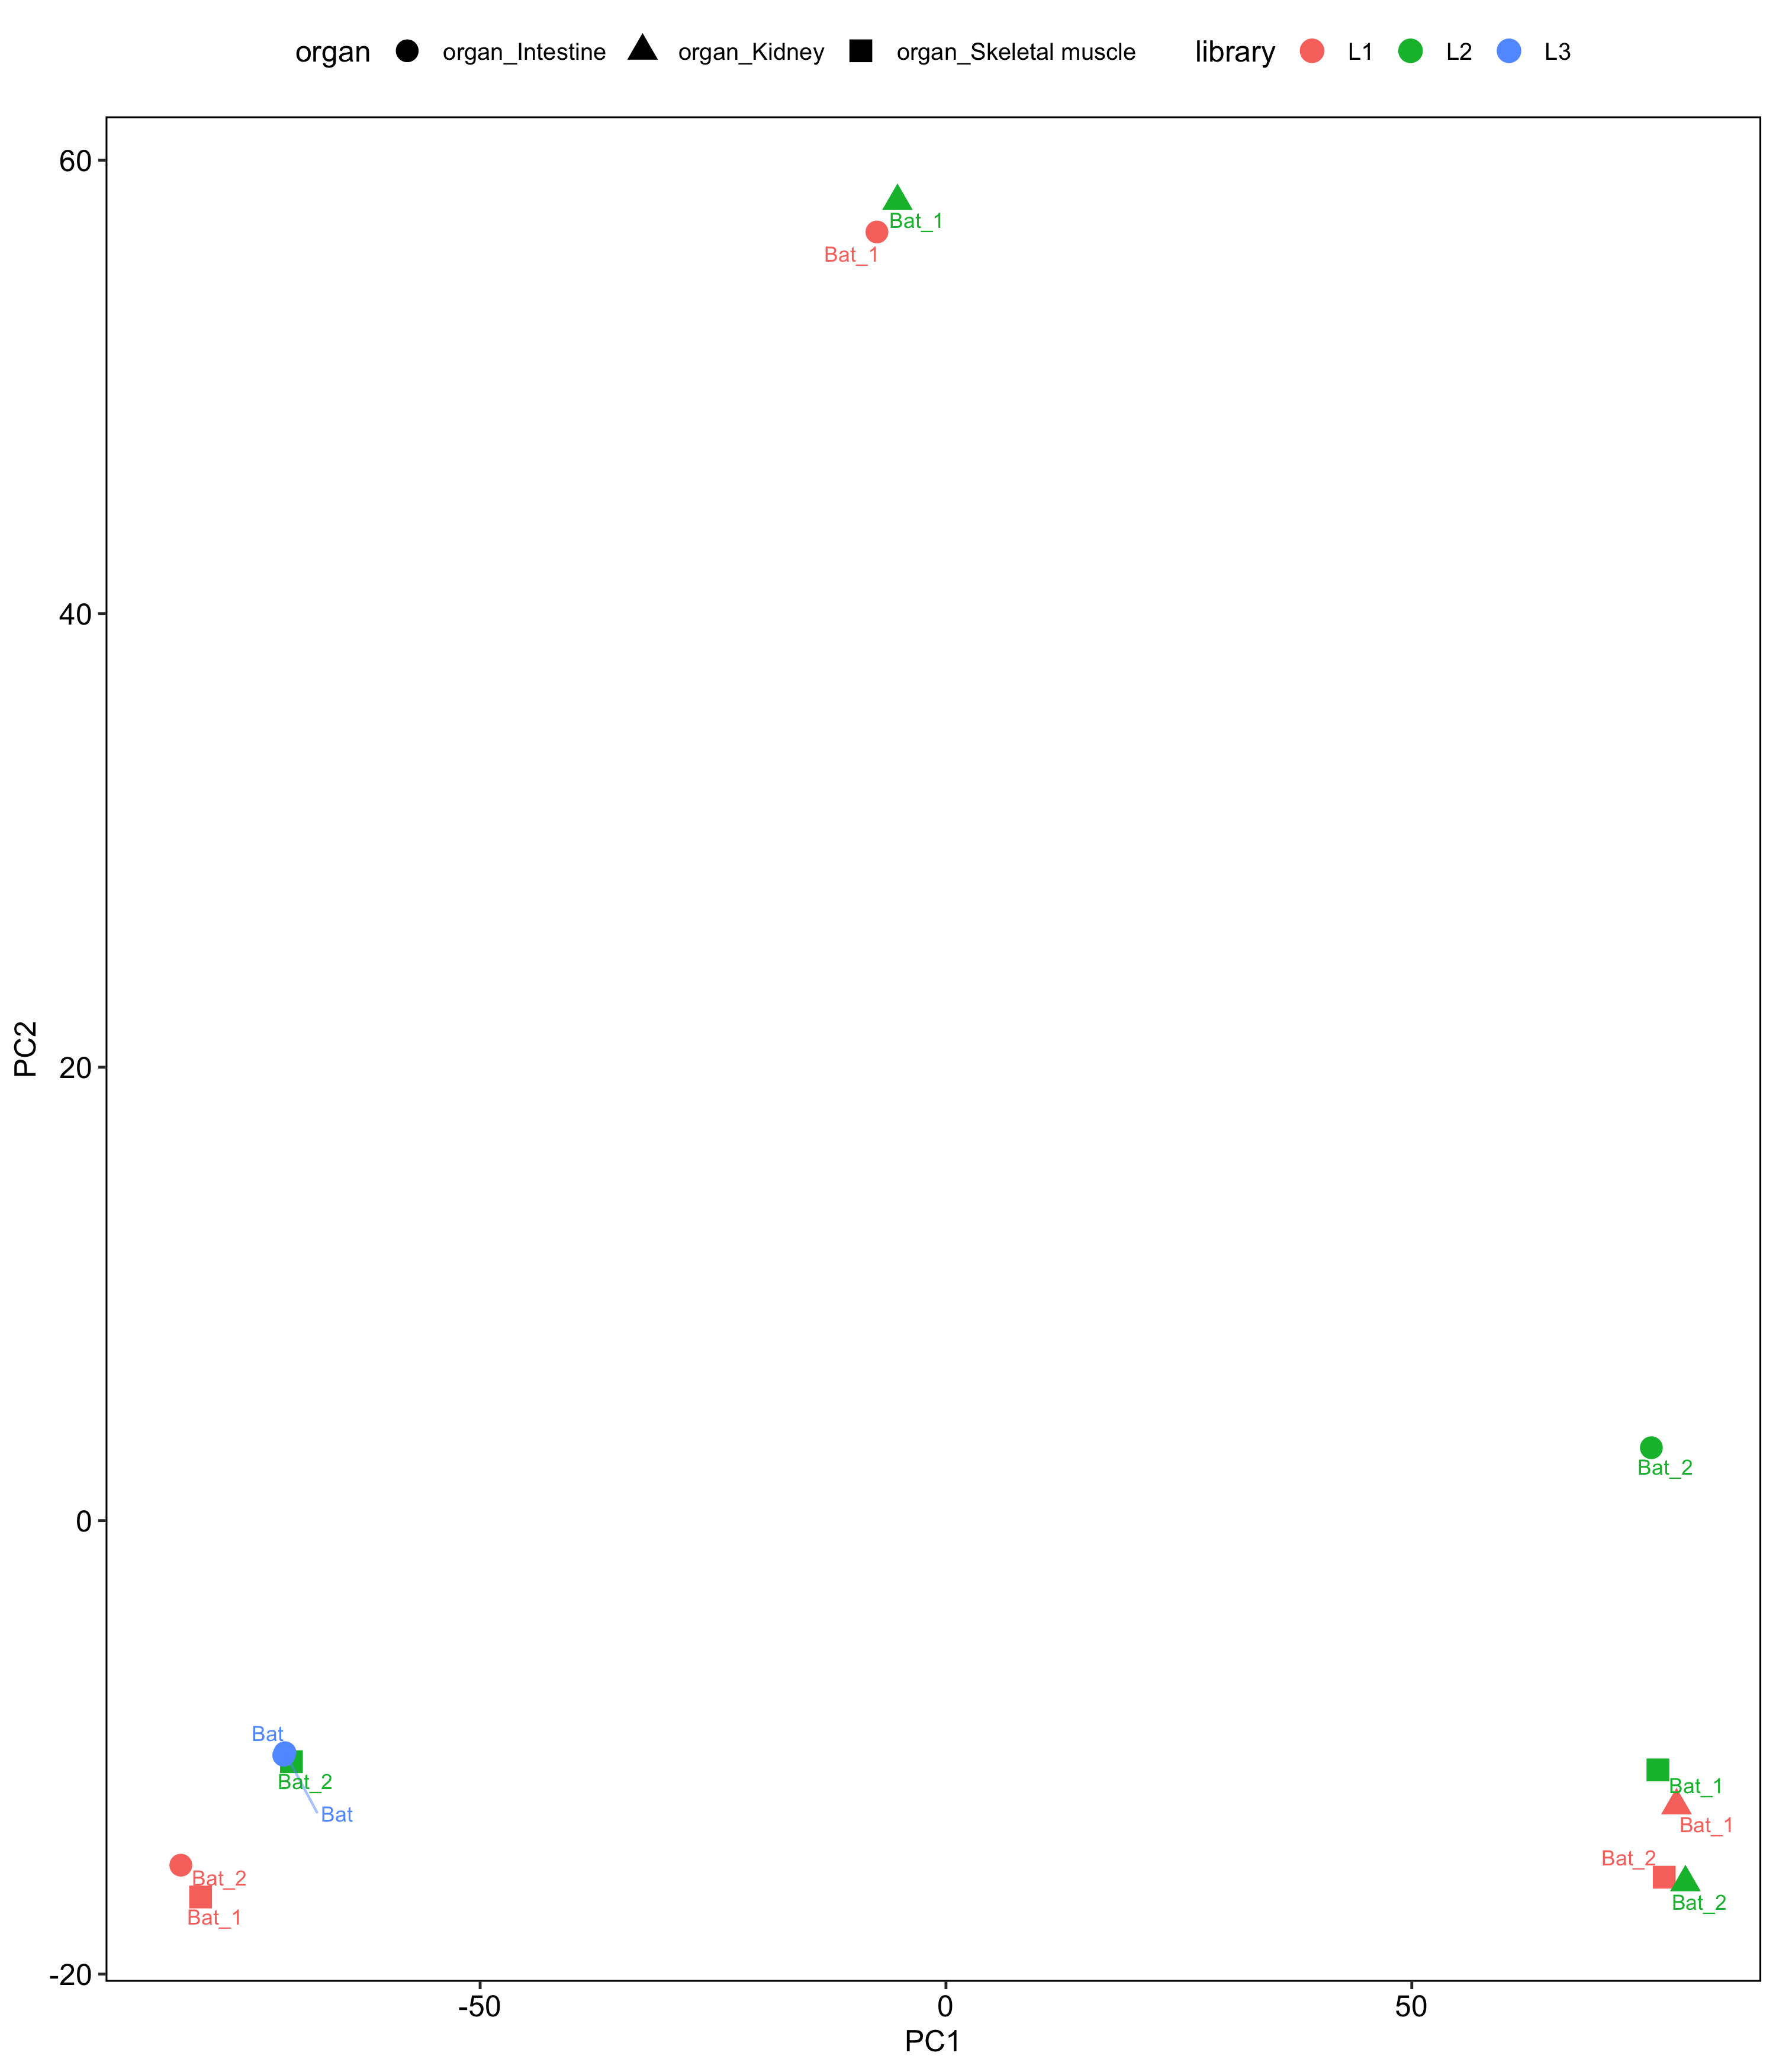 organ organ_Intestine organ_Kidney organ_Skeletal muscle library L1 L2 L3
60
Bat_1
Bat_1
40
PC2
20
Bat_2
0
Bat
Bat_2
Bat
Bat_1
Bat_1
Bat_2
Bat_2
Bat_2
Bat_1
-20
-50 0 50
PC1